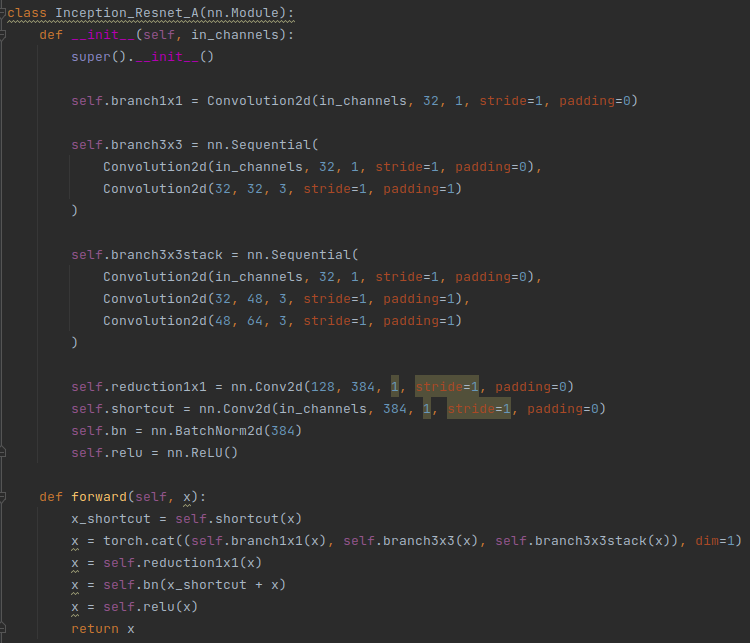 class Inception_Resnet_A(nn.Module):
    def __init__(self, in_channels):
        super().__init__()
        self.branch1x1 = Convolution2d(in_channels, 32, 1, stride=1, padding=0)
        self.branch3x3 = nn.Sequential(
            Convolution2d(in_channels, 32, 1, stride=1, padding=0),
            Convolution2d(32, 32, 3, stride=1, padding=1)
        )
        self.branch3x3stack = nn.Sequential(
            Convolution2d(in_channels, 32, 1, stride=1, padding=0),
            Convolution2d(32, 48, 3, stride=1, padding=1),
            Convolution2d(48, 64, 3, stride=1, padding=1)
        )
        self.reduction1x1 = nn.Conv2d(128, 384, 1, stride=1, padding=0)
        self.shortcut = nn.Conv2d(in_channels, 384, 1, stride=1, padding=0)
        self.bn = nn.BatchNorm2d(384)
        self.relu = nn.ReLU()
    def forward(self, x):
        x_shortcut = self.shortcut(x)
        x = torch.cat((self.branch1x1(x), self.branch3x3(x), self.branch3x3stack(x)), dim=1)
        x = self.reduction1x1(x)
        x = self.bn(x_shortcut + x)
        x = self.relu(x)
        return x